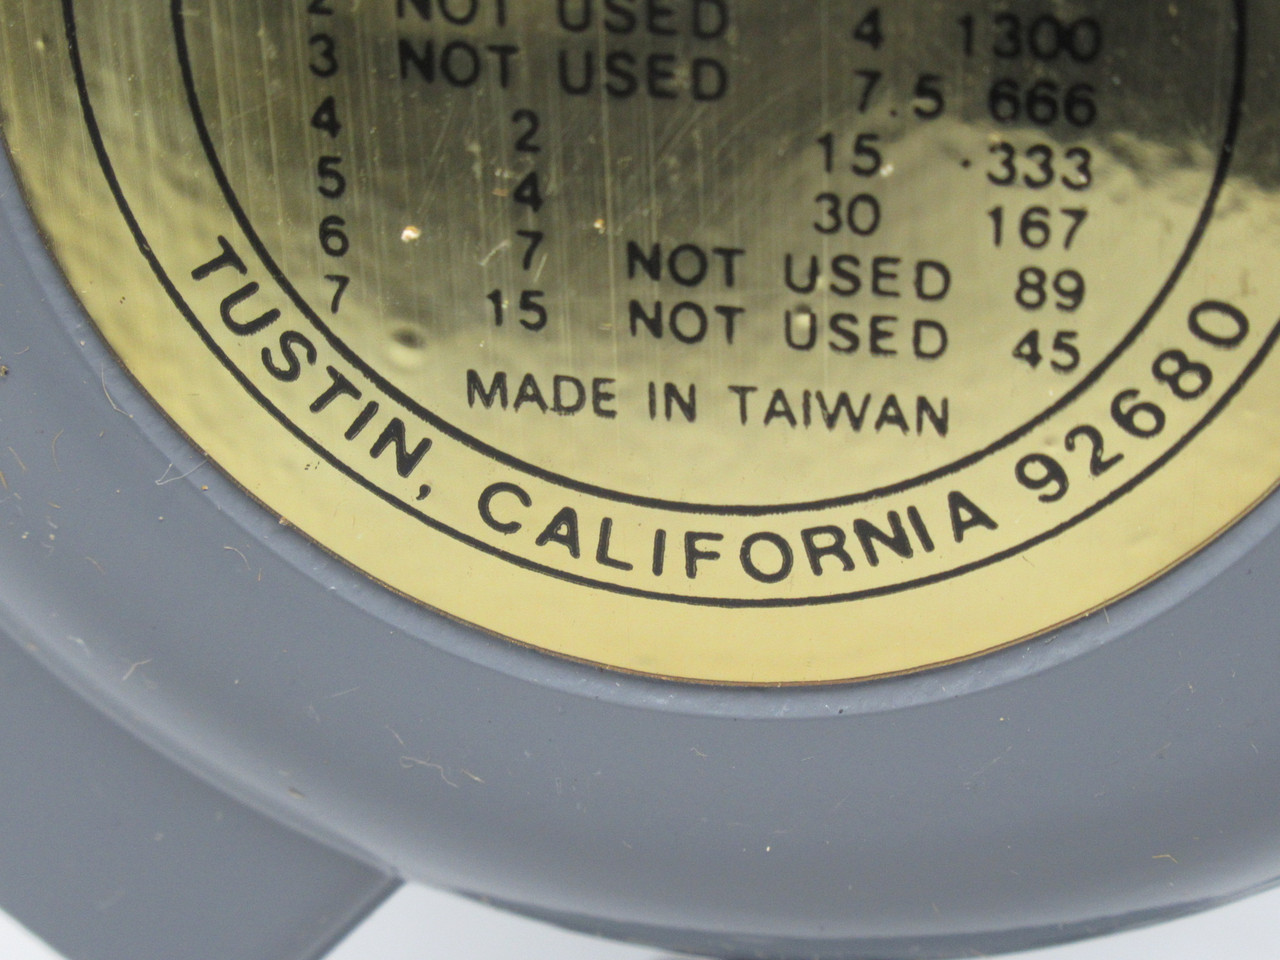 2 NOT USED 4 1300
3 NOT USED 7.5 666
4 2 15 .333
5 4 30 167
6 7 NOT USED 89
7 15 NOT USED 45
MADE IN TAIWAN
TUSTIN, CALIFORNIA 92680